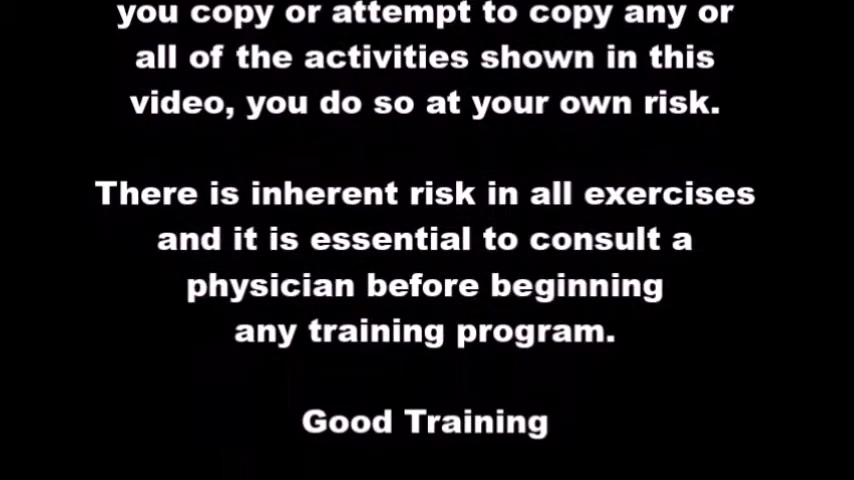 you copy or attempt to copy any or
all of the activities shown in this
video, you do so at your own risk.
There is inherent risk in all exercises
and it is essential to consult a
physician before beginning
any training program.
Good Training